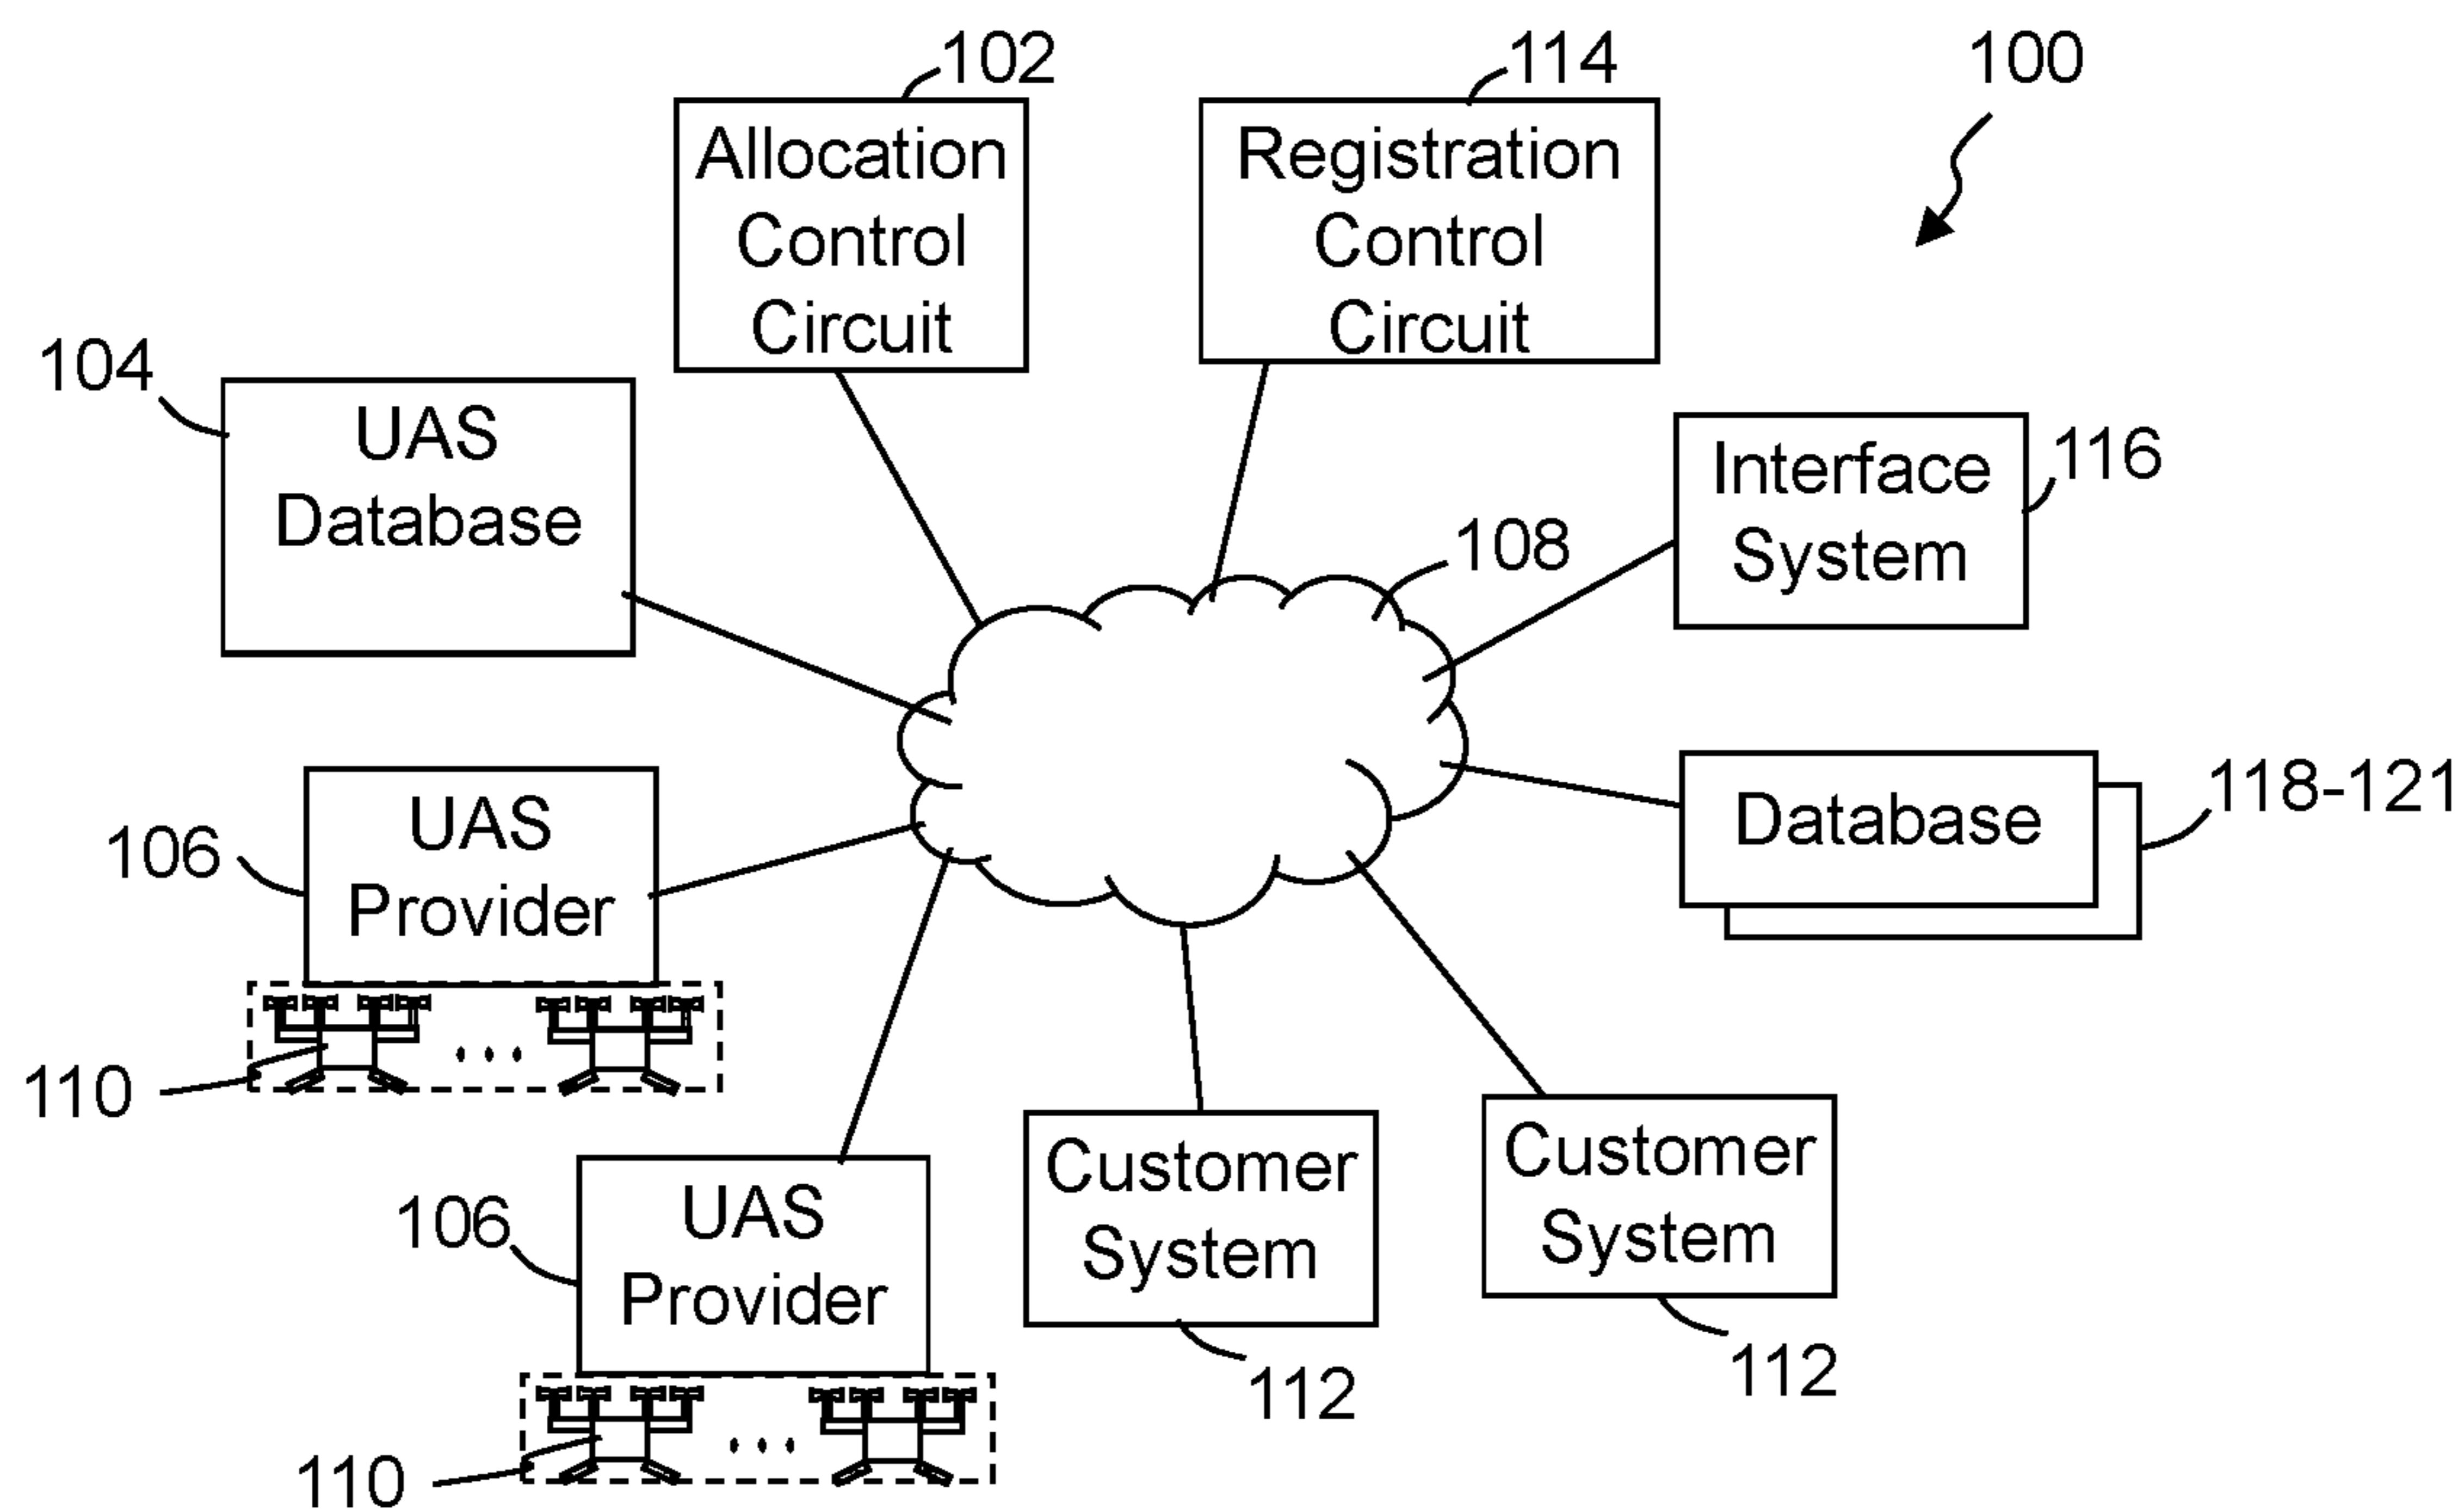 102
114
100
Allocation
Control
Circuit
Registration
Control
Circuit
104
UAS
Database
Interface
System
116
108
UAS
Provider
106
Database
118-121
110
Customer
System
Customer
System
UAS
Provider
106
112
112
110